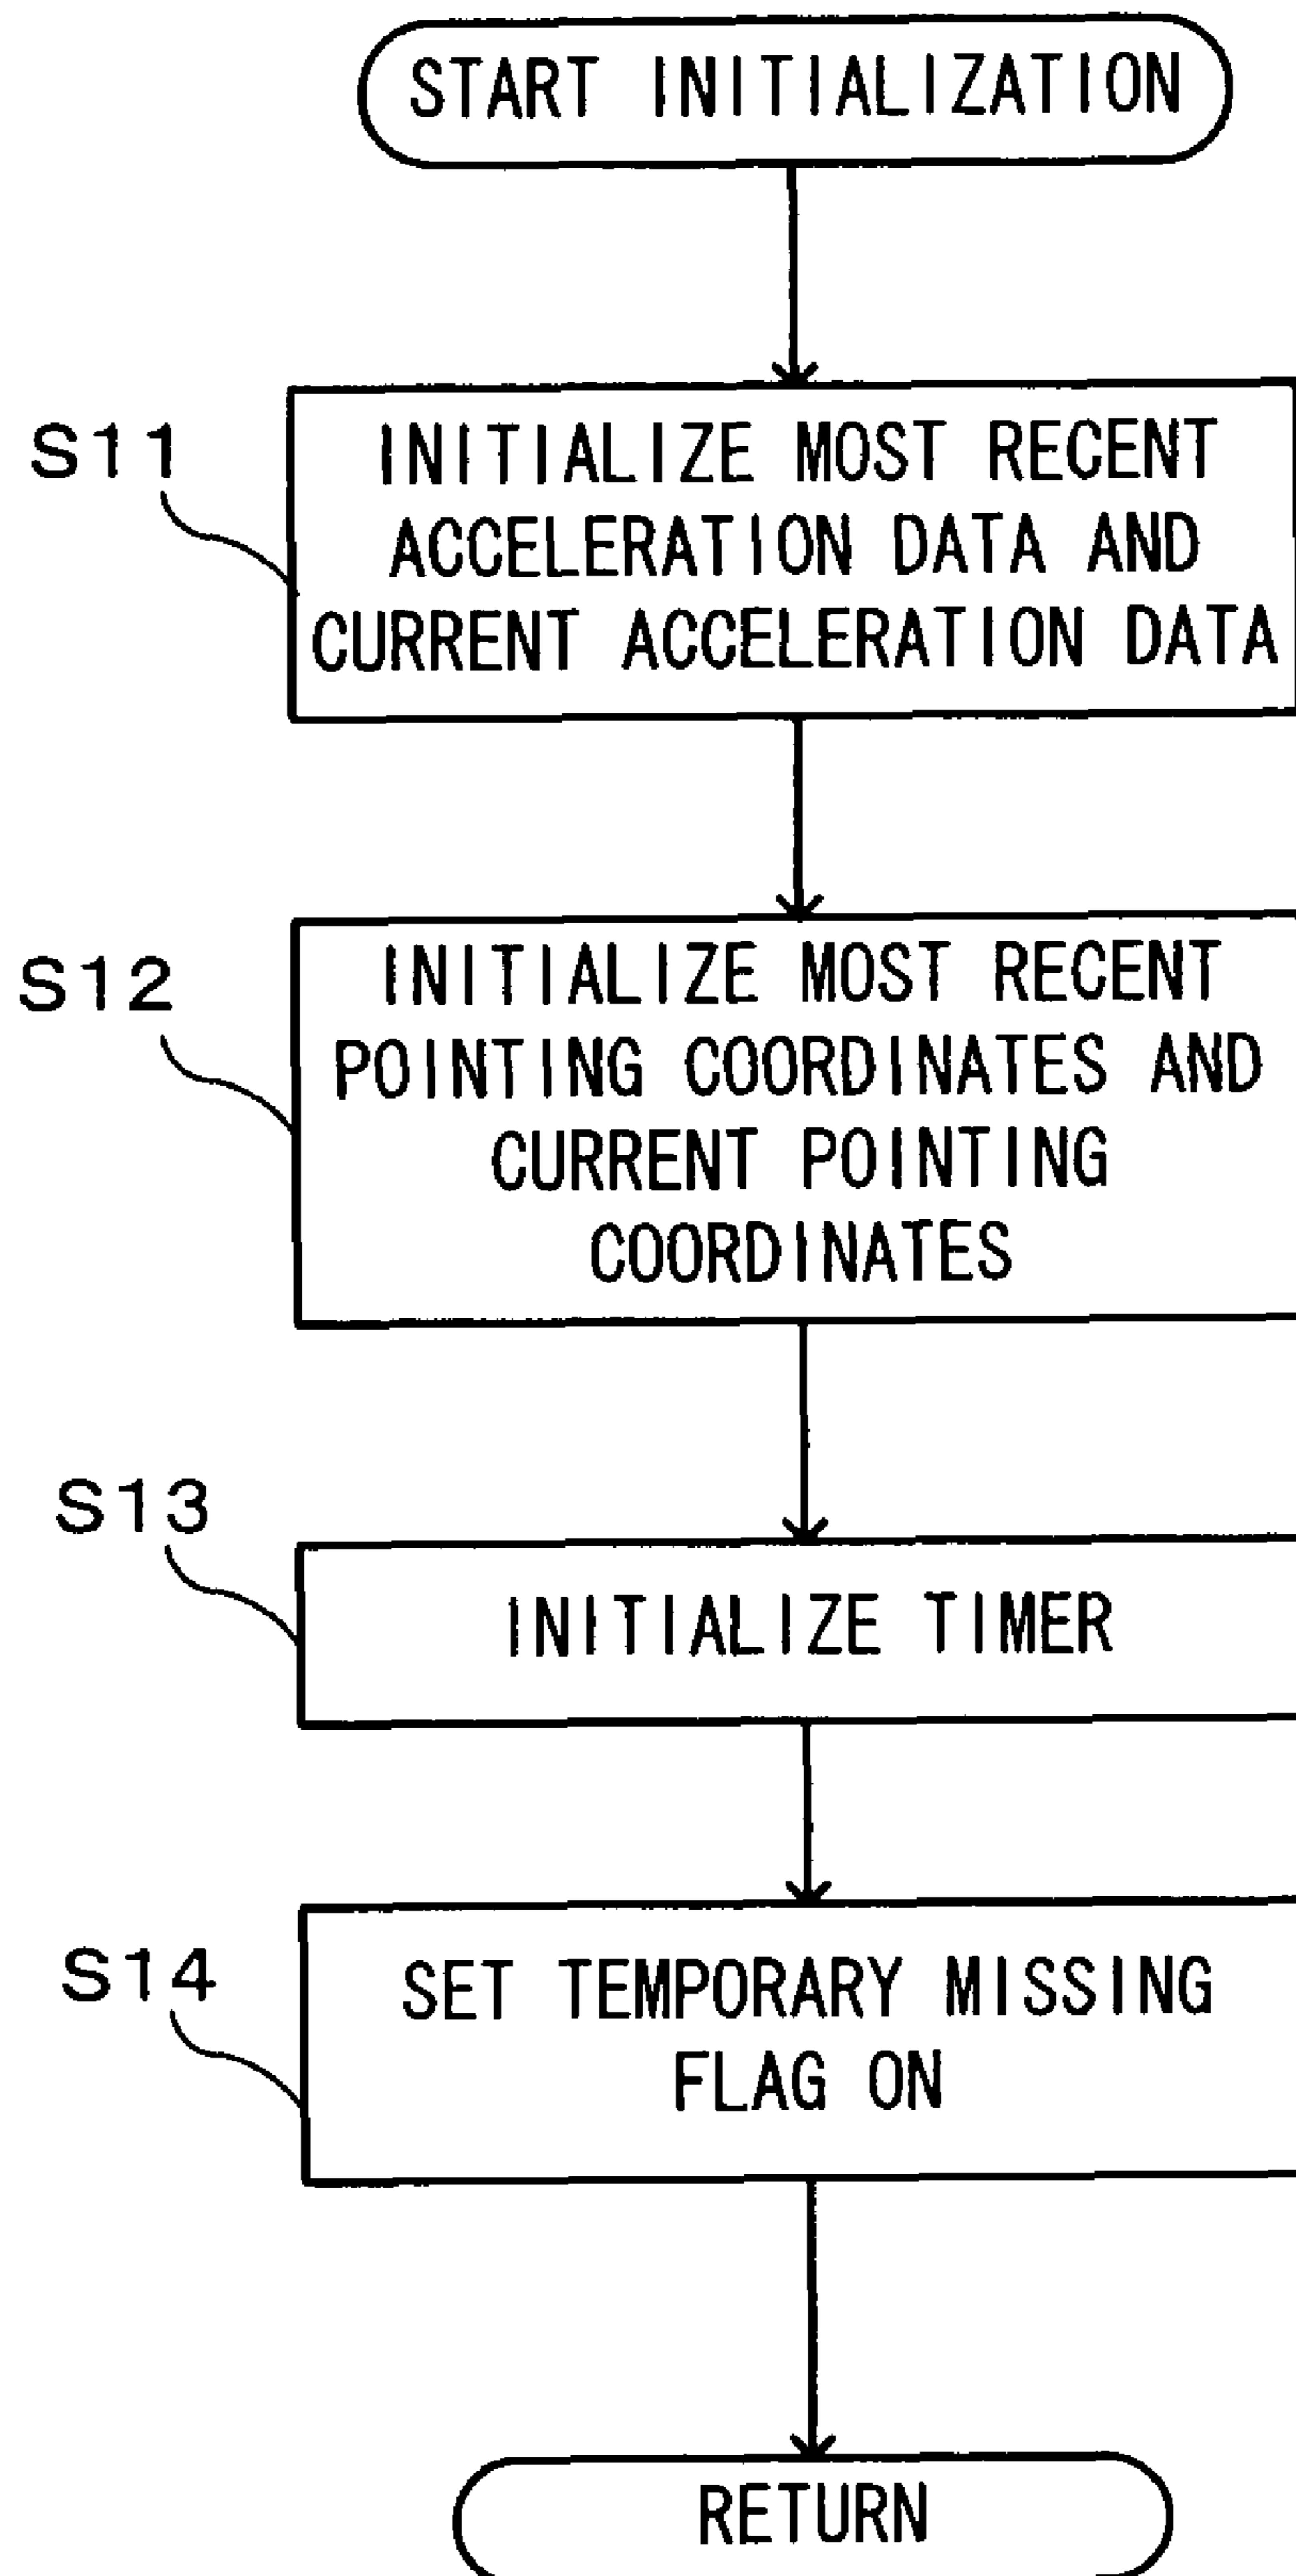 START INITIALIZATION
S11
INITIALIZE MOST RECENT
ACCELERATION DATA AND
CURRENT ACCELERATION DATA
S12
INITIALIZE MOST RECENT
POINTING COORDINATES AND
CURRENT POINTING
COORDINATES
S13
INITIALIZE TIMER
S14
SET TEMPORARY MISSING
FLAG ON
RETURN